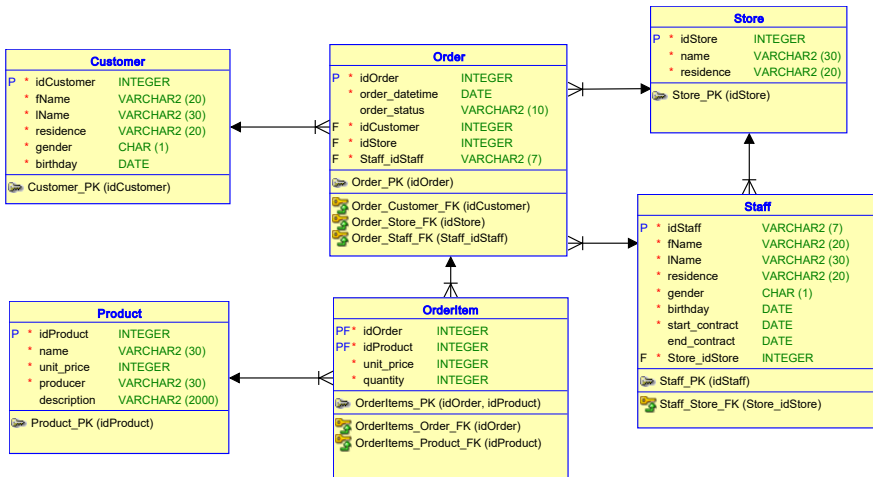 Customer
P * idCustomer INTEGER
* fName VARCHAR2 (20)
* lName VARCHAR2 (30)
* residence VARCHAR2 (20)
* gender CHAR (1)
* birthday DATE
Customer_PK (idCustomer)
Order
P * idOrder INTEGER
* order_datetime DATE
order_status VARCHAR2 (10)
F * idCustomer INTEGER
F * idStore INTEGER
F * Staff_idStaff VARCHAR2 (7)
Order_PK (idOrder)
Order_Customer_FK (idCustomer)
Order_Store_FK (idStore)
Order_Staff_FK (Staff_idStaff)
Store
P * idStore INTEGER
* name VARCHAR2 (30)
* residence VARCHAR2 (20)
Store_PK (idStore)
Staff
P * idStaff VARCHAR2 (7)
* fName VARCHAR2 (20)
* lName VARCHAR2 (30)
* residence VARCHAR2 (20)
* gender CHAR (1)
* birthday DATE
* start_contract DATE
end_contract DATE
F * Store_idStore INTEGER
Staff_PK (idStaff)
Staff_Store_FK (Store_idStore)
Product
P * idProduct INTEGER
* name VARCHAR2 (30)
* unit_price INTEGER
* producer VARCHAR2 (30)
description VARCHAR2 (2000)
Product_PK (idProduct)
OrderItem
PF * idOrder INTEGER
PF * idProduct INTEGER
* unit_price INTEGER
* quantity INTEGER
OrderItems_PK (idOrder, idProduct)
OrderItems_Order_FK (idOrder)
OrderItems_Product_FK (idProduct)